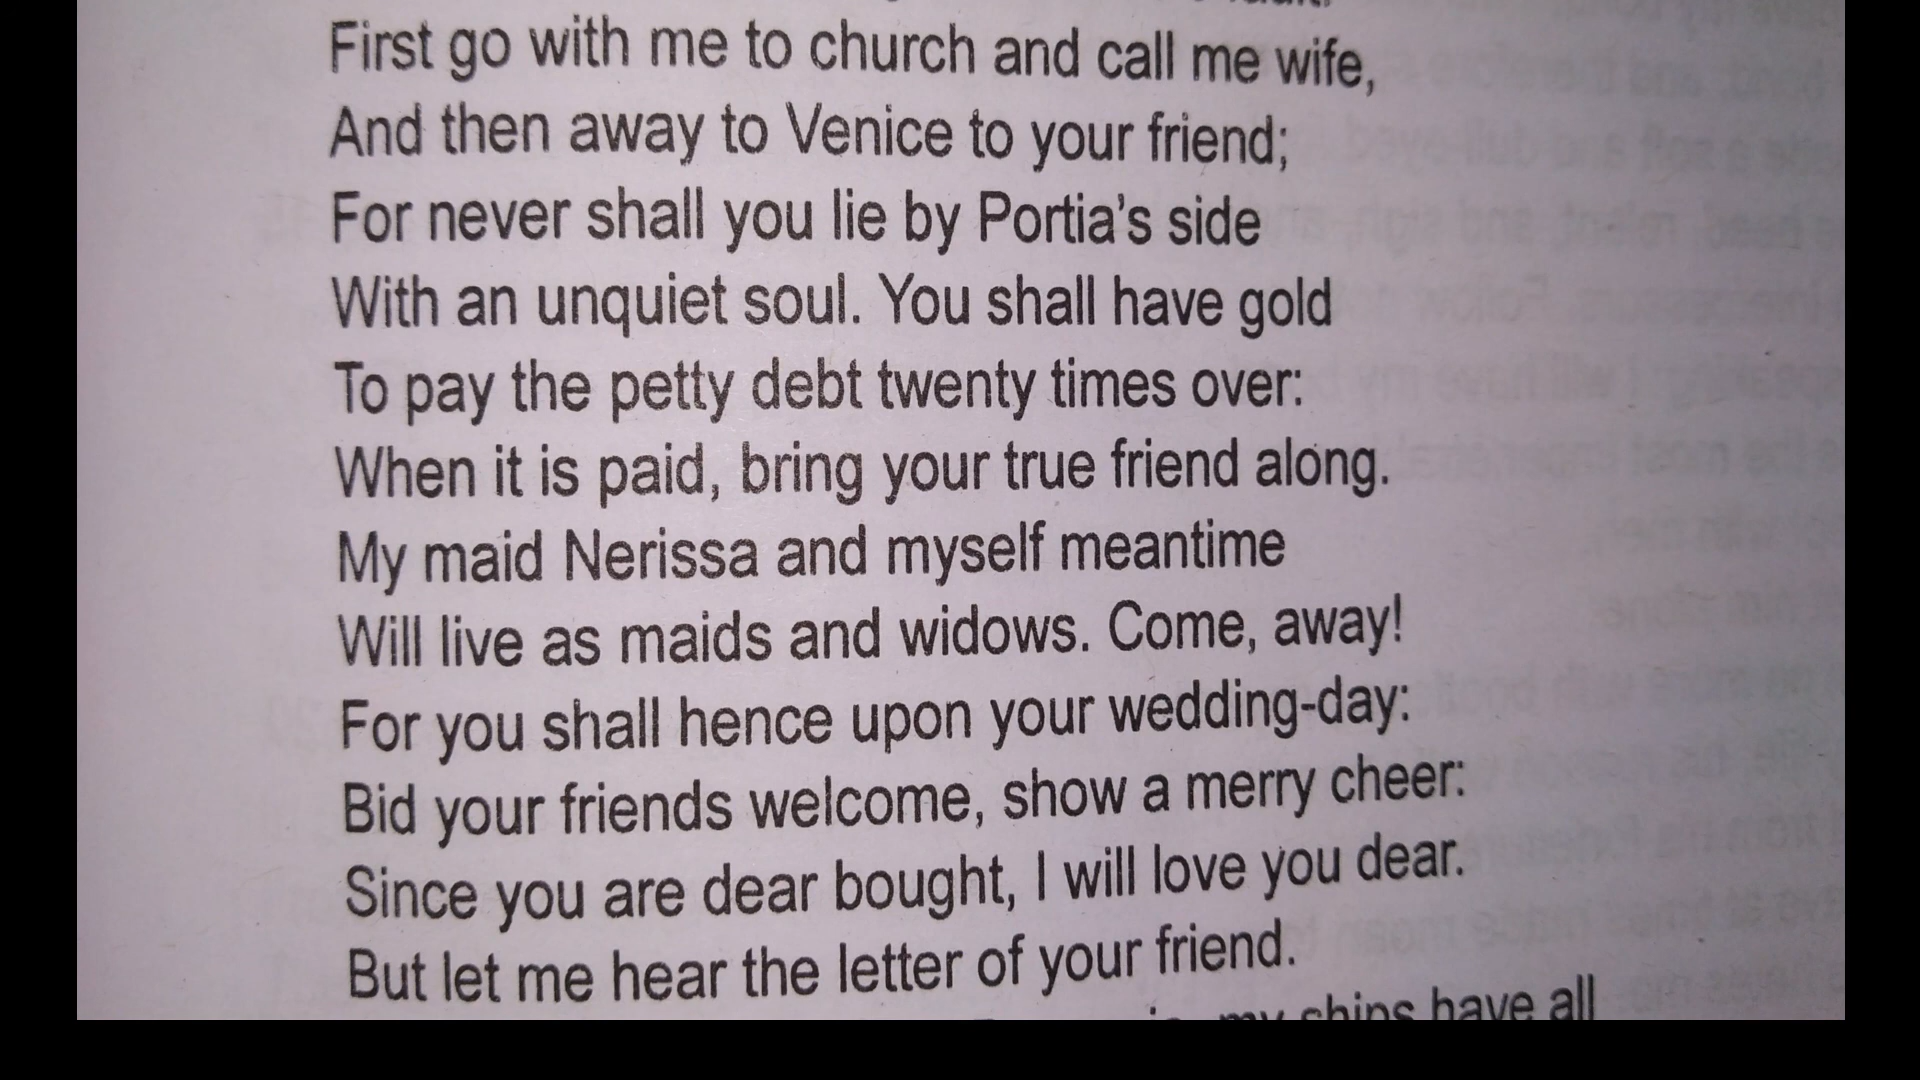 First go with me to church and call me wife,
And then away to Venice to your friend;
For never shall you lie by Portia's side
With an unquiet soul. You shall have gold
To pay the petty debt twenty times over:
When it is paid, bring your true friend along.
My maid Nerissa and myself meantime
Will live as maids and widows. Come, away!
For you shall hence upon your wedding-day:
Bid your friends welcome, show a merry cheer:
Since you are dear bought, I will love you dear.
But let me hear the letter of your friend.
my ships have all